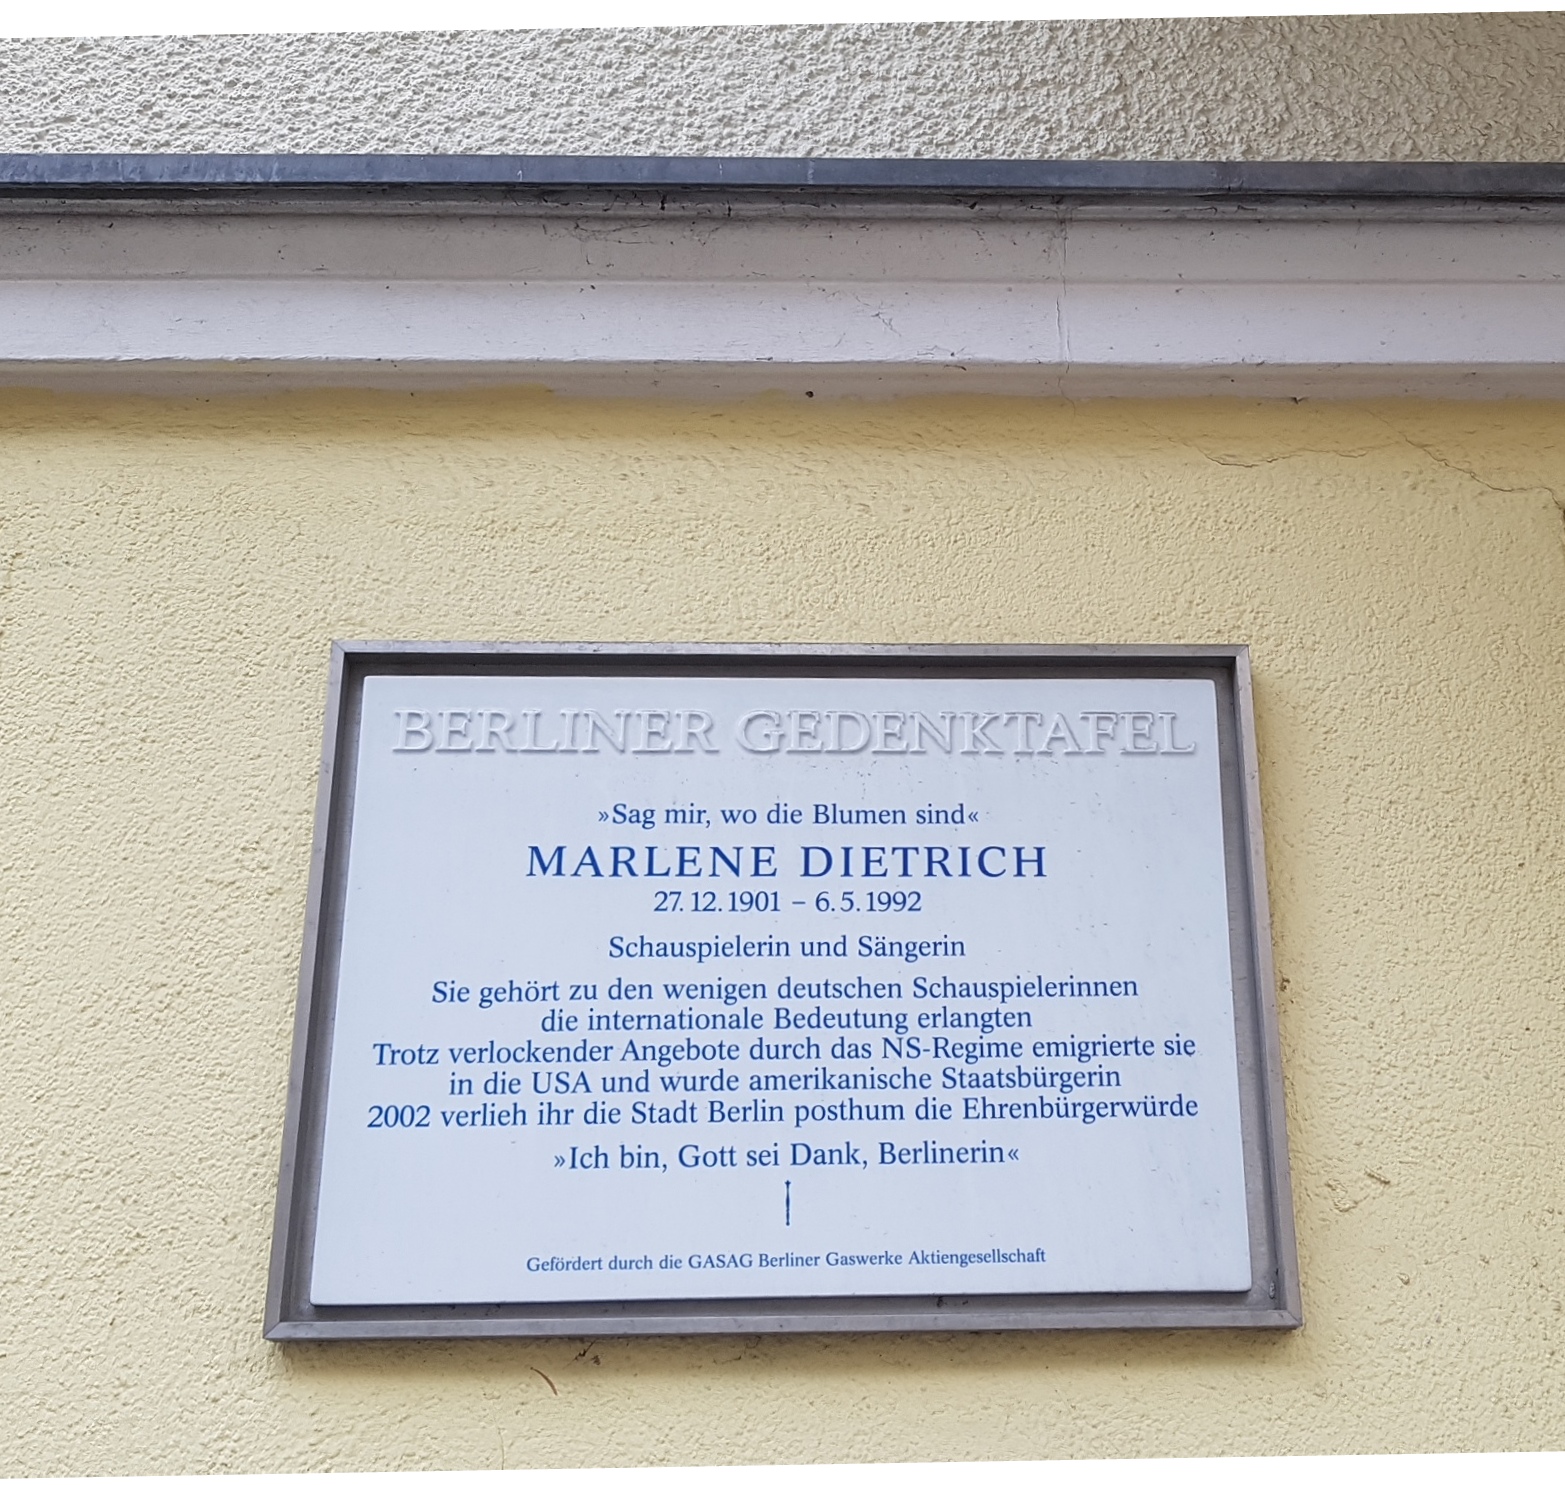 BERLINER GEDENKTAFEL
»Sag mir, wo die Blumen sind«
MARLENE DIETRICH
27.12.1901 – 6.5.1992
Schauspielerin und Sängerin
Sie gehört zu den wenigen deutschen Schauspielerinnen
die internationale Bedeutung erlangten
Trotz verlockender Angebote durch das NS-Regime emigrierte sie
in die USA und wurde amerikanische Staatsbürgerin
2002 verlieh ihr die Stadt Berlin posthum die Ehrenbürgerwürde
»Ich bin, Gott sei Dank, Berlinerin«
Gefördert durch die GASAG Berliner Gaswerke Aktiengesellschaft